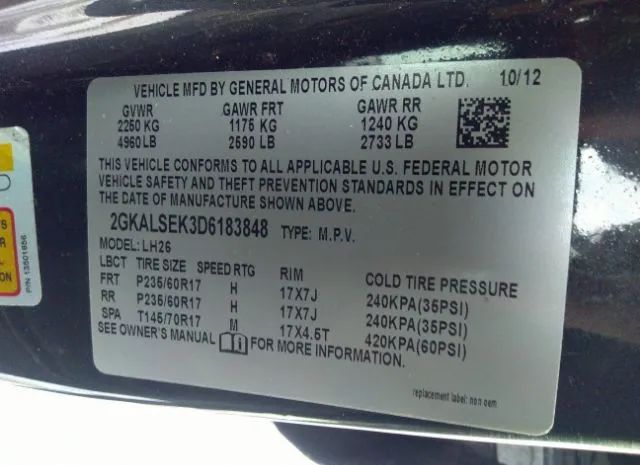 VEHICLE MFD BY GENERAL MOTORS OF CANADA LTD. 10/12
GVWR GAWR FRT GAWR RR
2250 KG 1175 KG 1240 KG
4960 LB 2590 LB 2733 LB
THIS VEHICLE CONFORMS TO ALL APPLICABLE U.S. FEDERAL MOTOR
VEHICLE SAFETY AND THEFT PREVENTION STANDARDS IN EFFECT ON
THE DATE OF MANUFACTURE SHOWN ABOVE.
2GKALSEK3D6183848 TYPE: M.P.V.
MODEL: LH26
LBCT TIRE SIZE SPEED RTG RIM COLD TIRE PRESSURE
FRT P235/60R17 H 17X7J 240KPA(35PSI)
RR P235/60R17 H 17X7J 240KPA(35PSI)
SPA T145/70R17 M 17X4.5T 420KPA(60PSI)
SEE OWNER'S MANUAL FOR MORE INFORMATION.
replacement label: non oem
P/N 13501956